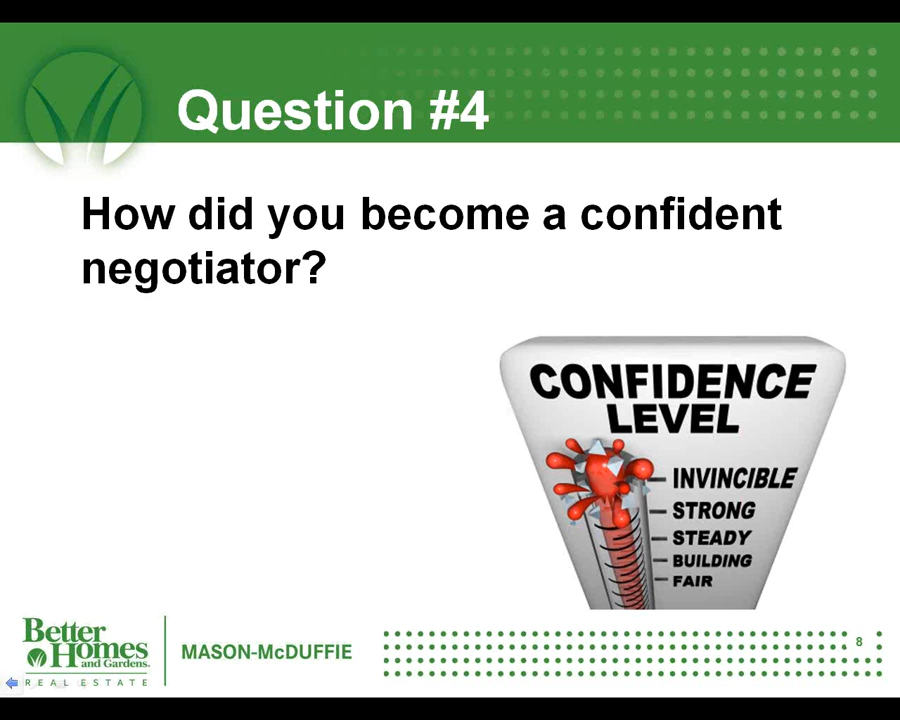 Question #4
How did you become a confident
negotiator?
CONFIDENCE
LEVEL
INVINCIBLE
STRONG
STEADY
BUILDING
FAIR
Better
Homes
and Gardens.
REAL ESTATE
MASON-McDUFFIE
8